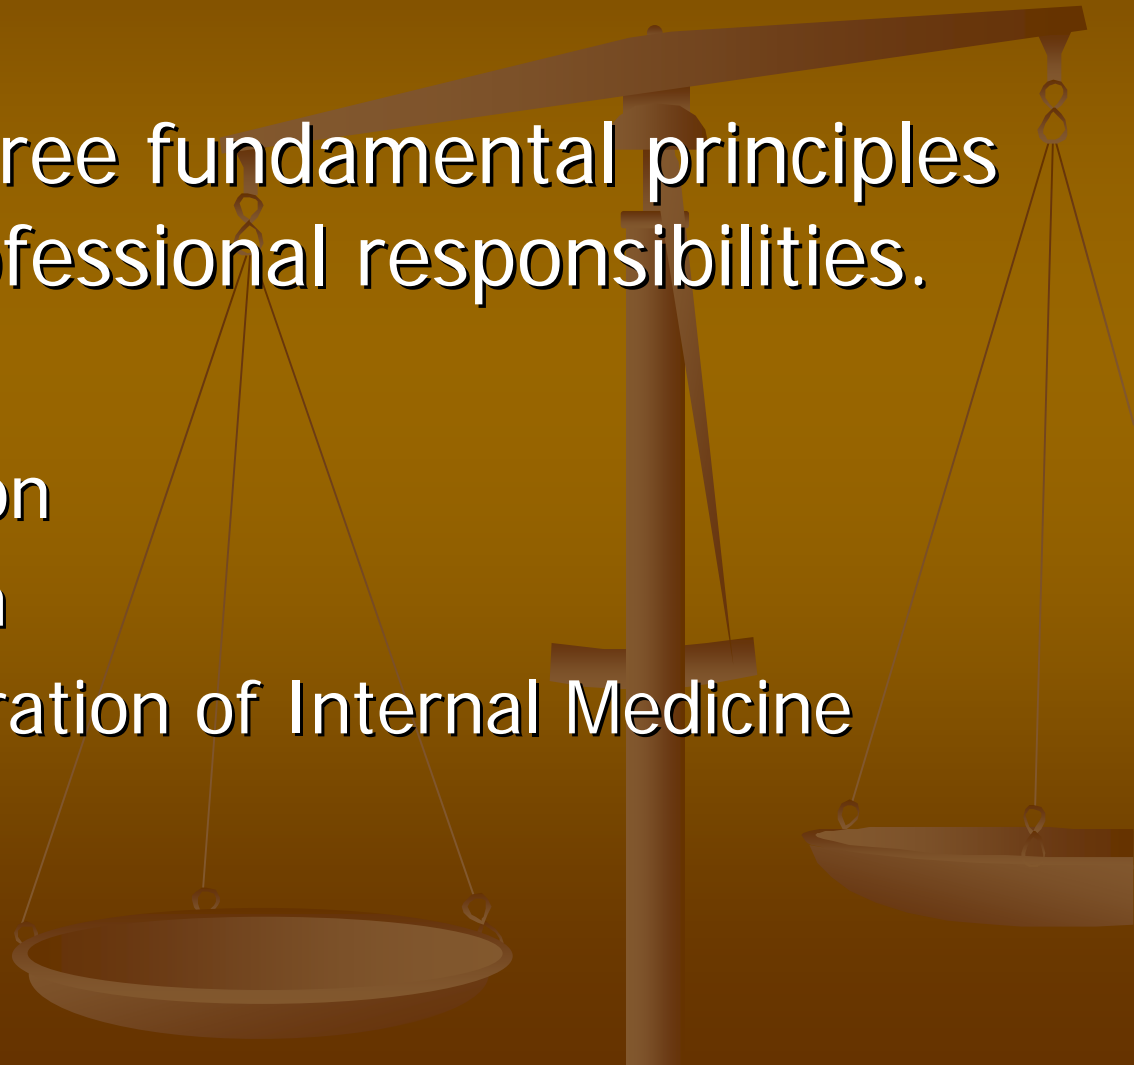 ree fundamental principles
ofessional responsibilities.
on
n
ration of Internal Medicine